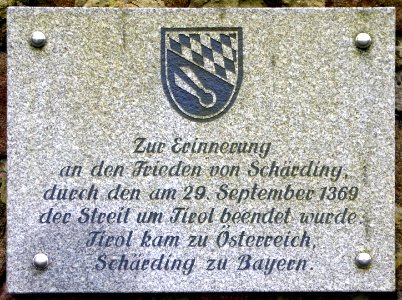 Zur Erinnerung
an den Frieden von Schärding,
durch den am 29. September 1369
der Streit um Tirol beendet wurde.
Tirol kam zu Österreich,
Schärding zu Bayern.